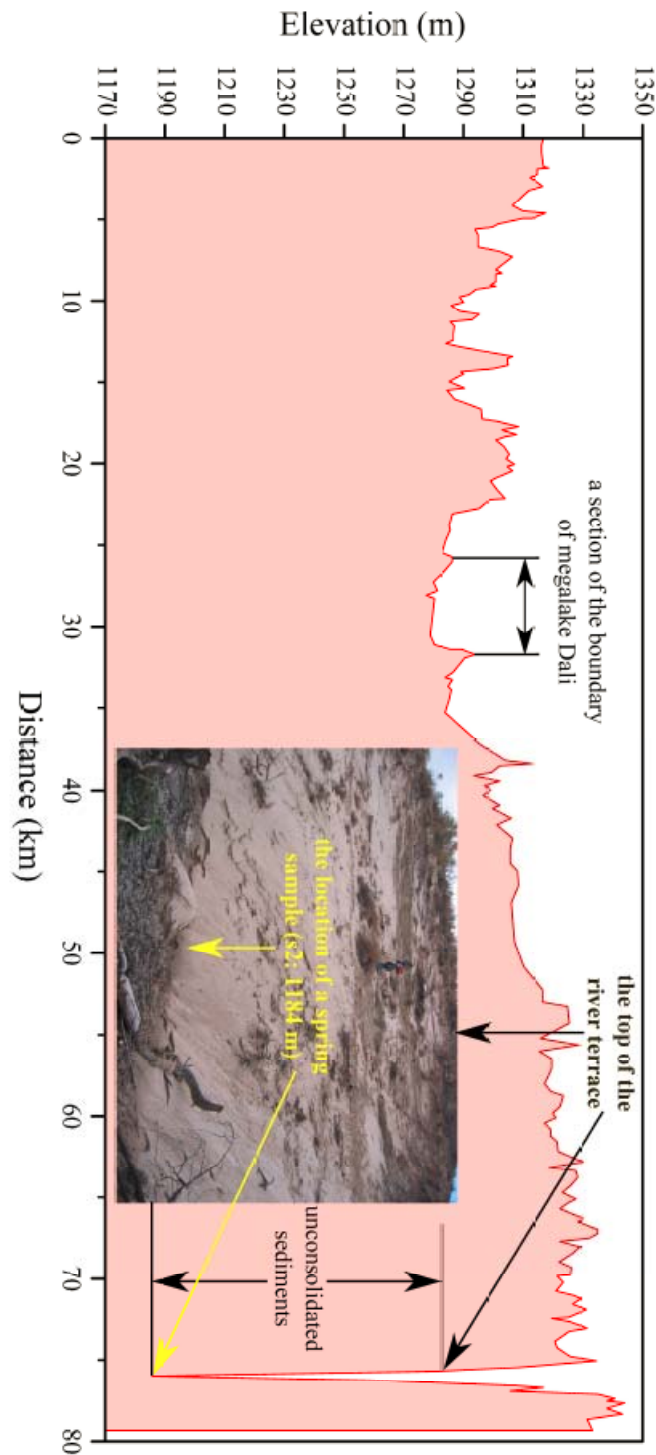 Elevation (m)
1350
1330
1310
1290
1270
1250
1230
1210
1190
1170
0
10
20
30
40
50
60
70
80
Distance (km)
a section of the boundary
of megalake Dali
the top of the
river terrace
the location of a spring
sample (s2; 1184 m)
unconsolidated
sediments